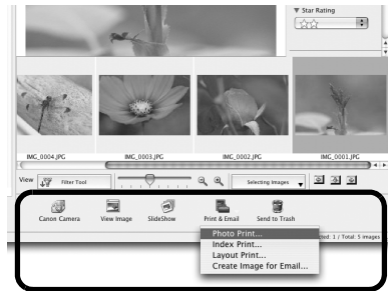 Star Rating
IMG_0004.JPG IMG_0003.JPG IMG_0002.JPG IMG_0001.JPG
View Filter Tool Selecting Images
Canon Camera View Image SlideShow Print & Email Send to Trash
Photo Print...
Index Print...
Layout Print...
Create Image for Email...
: 1 / Total: 5 images